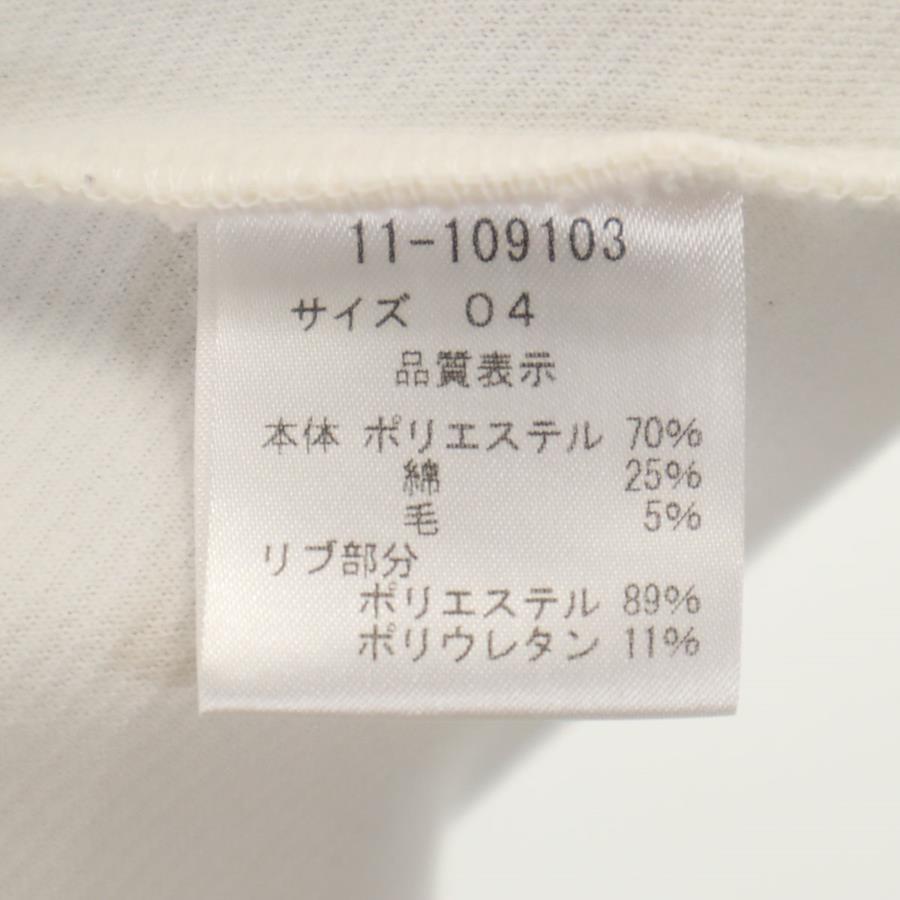 11-109103
サイズ 04
品質表示
本体 ポリエステル 70%
綿 25%
毛 5%
リブ部分
ポリエステル 89%
ポリウレタン 11%